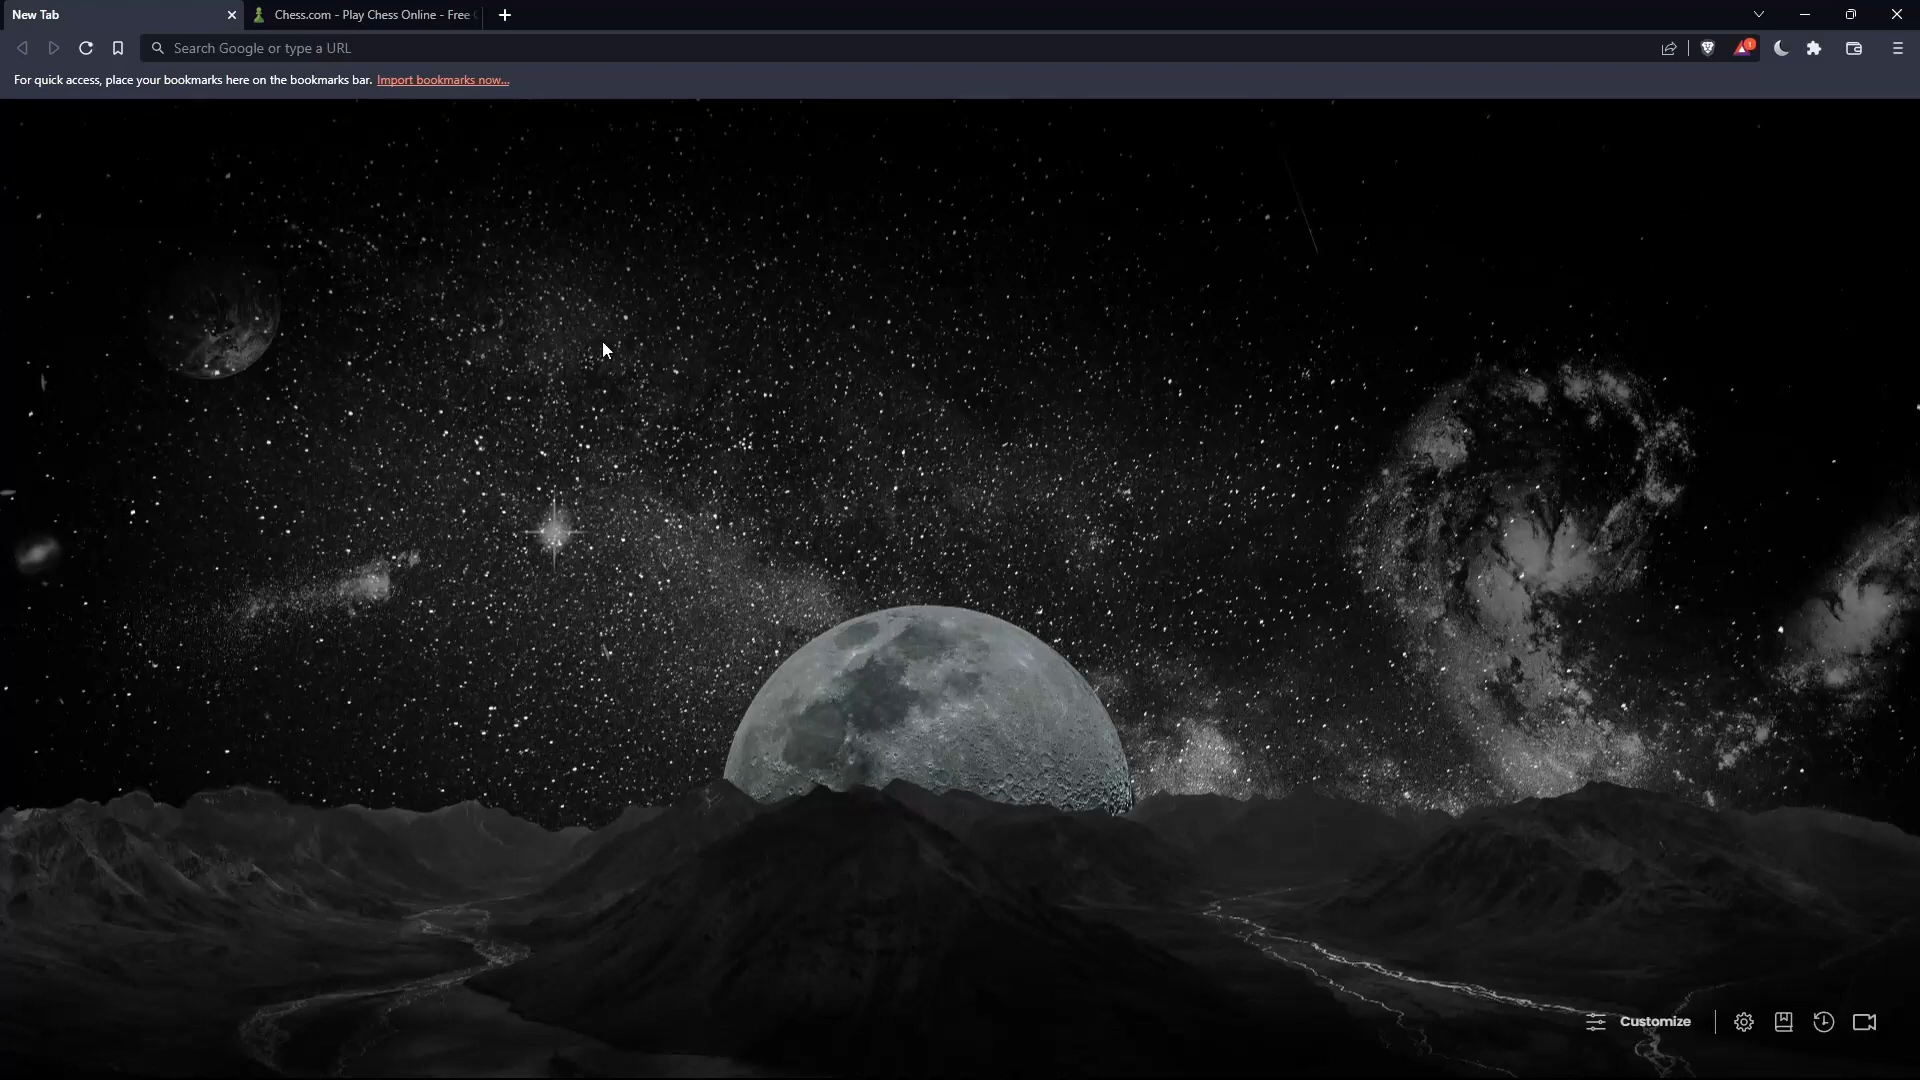 New Tab
Chess.com - Play Chess Online - Free
Search Google or type a URL
1
For quick access, place your bookmarks here on the bookmarks bar. Import bookmarks now...
Customize